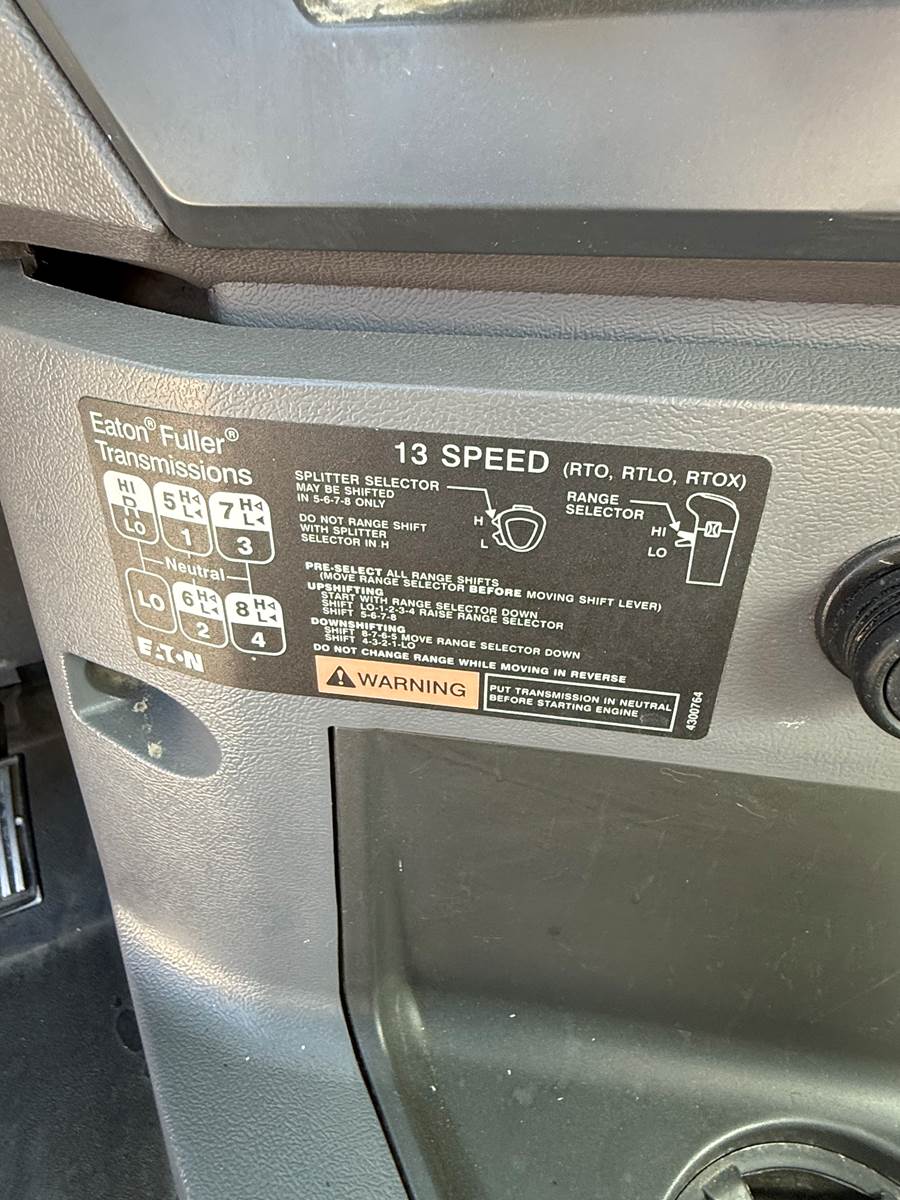 Eaton® Fuller®
Transmissions
HI
R
LO
5 H
L
1
7 H
L
3
Neutral
LO
6 H
L
2
8 H
L
4
EATON
13 SPEED (RTO, RTLO, RTOX)
SPLITTER SELECTOR
MAY BE SHIFTED
IN 5-6-7-8 ONLY
DO NOT RANGE SHIFT
WITH SPLITTER
SELECTOR IN H
H
L
RANGE
SELECTOR
HI
LO
PRE-SELECT ALL RANGE SHIFTS
(MOVE RANGE SELECTOR BEFORE MOVING SHIFT LEVER)
UPSHIFTING
START WITH RANGE SELECTOR DOWN
SHIFT LO-1-2-3-4 RAISE RANGE SELECTOR
SHIFT 5-6-7-8
DOWNSHIFTING
SHIFT 8-7-6-5 MOVE RANGE SELECTOR DOWN
SHIFT 4-3-2-1-LO
DO NOT CHANGE RANGE WHILE MOVING IN REVERSE
WARNING
PUT TRANSMISSION IN NEUTRAL
BEFORE STARTING ENGINE
4300764